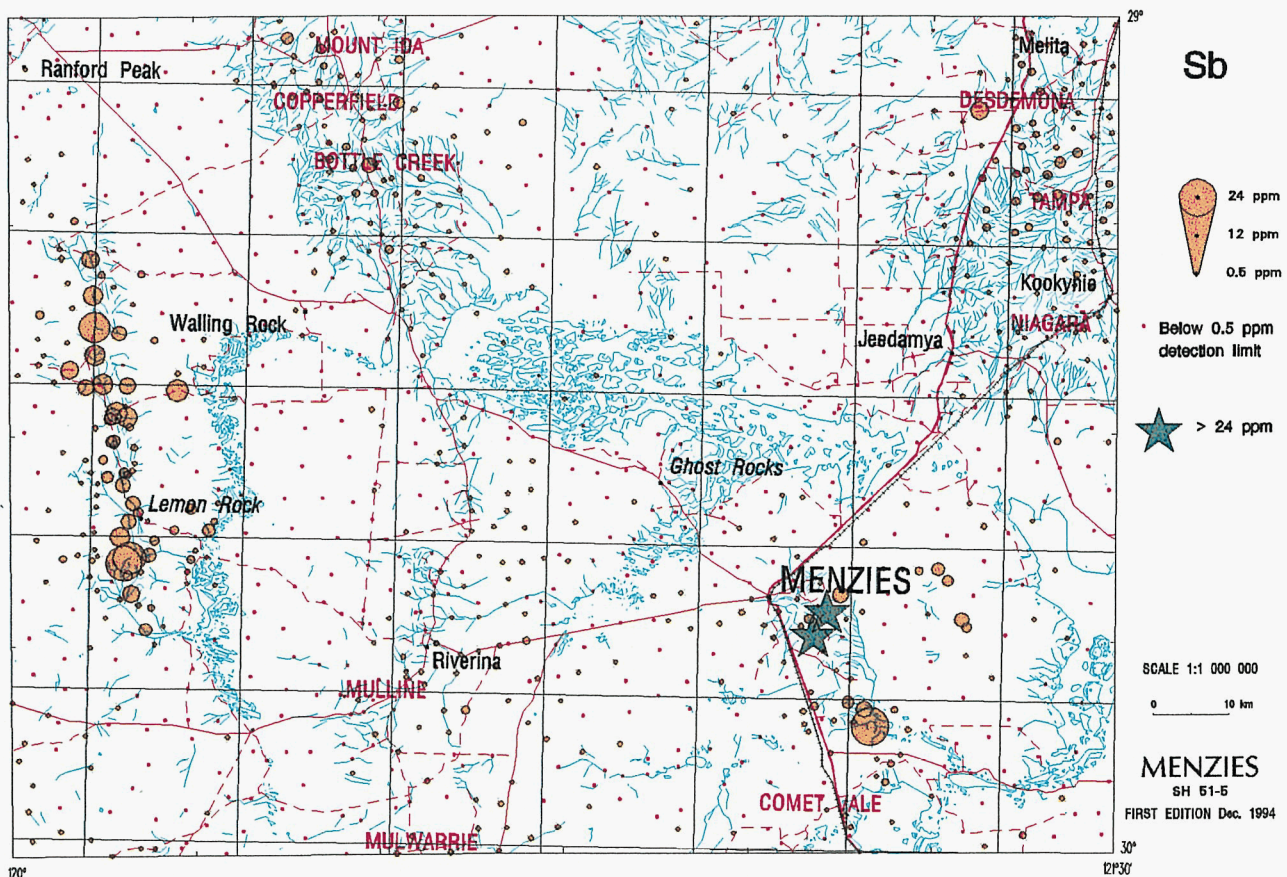 29°
MOUNT IDA
Melita
Sb
Ranford Peak
COPPERFIELD
DESDEMONA
BOTTLE CREEK
TAMPA
24 ppm
12 ppm
0.5 ppm
Kookynie
Walling Rock
NIAGARA
Jeedamya
Below 0.5 ppm
detection limit
> 24 ppm
Ghost Rocks
Lemon Rock
MENZIES
Riverina
MULLINE
SCALE 1:1 000 000
0 10 km
COMET VALE
MENZIES
SH 51-5
FIRST EDITION Dec. 1994
MULWARRIE
30°
120°
121°30'